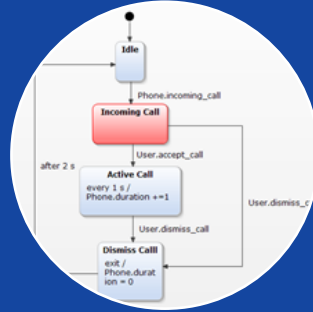 Idle
Phone.incoming_call
Incoming Call
User.accept_call
after 2 s
Active Call
every 1 s /
Phone.duration +=1
User.dismiss_c
User.dismiss_call
Dismiss Calll
exit /
Phone.durat
ion = 0